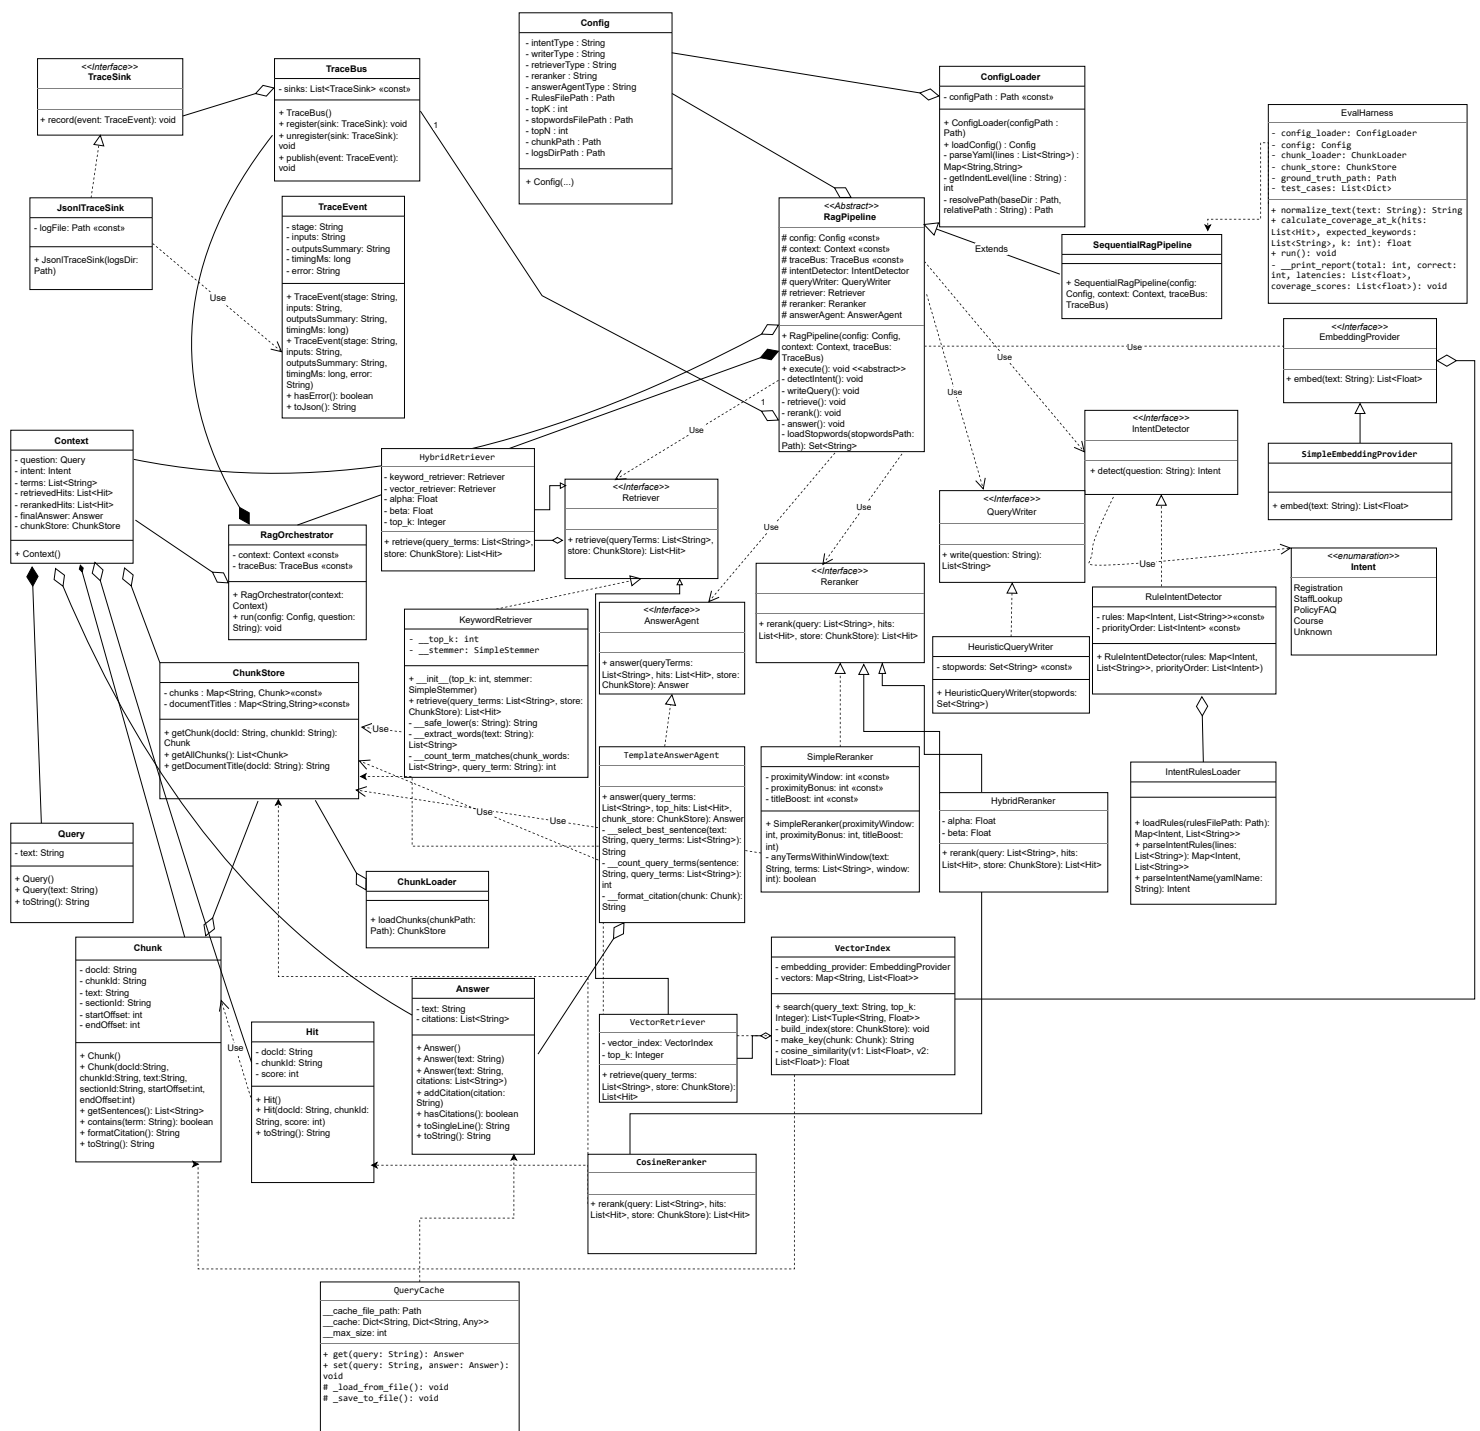 Config
- intentType : String
- writerType : String
- retrieverType : String
- reranker : String
- answerAgentType : String
- RulesFilePath : Path
- topK : int
- stopwordsFilePath : Path
- topN : int
- chunkPath : Path
- logsDirPath : Path
+ Config(...)
<<Interface>>
TraceSink
+ record(event: TraceEvent): void
TraceBus
- sinks: List<TraceSink> «const»
+ TraceBus()
+ register(sink: TraceSink): void
+ unregister(sink: TraceSink):
void
+ publish(event: TraceEvent):
void
1
ConfigLoader
- configPath : Path «const»
+ ConfigLoader(configPath :
Path)
+ loadConfig() : Config
- parseYaml(lines : List<String>) :
Map<String,String>
- getIndentLevel(line : String) :
int
- resolvePath(baseDir : Path,
relativePath : String) : Path
EvalHarness
- config_loader: ConfigLoader
- config: Config
- chunk_loader: ChunkLoader
- chunk_store: ChunkStore
- ground_truth_path: Path
- test_cases: List<Dict>
+ normalize_text(text: String): String
+ calculate_coverage_at_k(hits:
List<Hit>, expected_keywords:
List<String>, k: int): float
+ run(): void
- __print_report(total: int, correct:
int, latencies: List<float>,
coverage_scores: List<float>): void
JsonlTraceSink
- logFile: Path «const»
+ JsonlTraceSink(logsDir:
Path)
Use
TraceEvent
- stage: String
- inputs: String
- outputsSummary: String
- timingMs: long
- error: String
+ TraceEvent(stage: String,
inputs: String,
outputsSummary: String,
timingMs: long)
+ TraceEvent(stage: String,
inputs: String,
outputsSummary: String,
timingMs: long, error:
String)
+ hasError(): boolean
+ toJson(): String
<<Abstract>>
RagPipeline
# config: Config «const»
# context: Context «const»
# traceBus: TraceBus «const»
# intentDetector: IntentDetector
# queryWriter: QueryWriter
# retriever: Retriever
# reranker: Reranker
# answerAgent: AnswerAgent
+ RagPipeline(config: Config,
context: Context, traceBus:
TraceBus)
+ execute(): void <<abstract>>
- detectIntent(): void
- writeQuery(): void
- retrieve(): void
- rerank(): void
- answer(): void
- loadStopwords(stopwordsPath:
Path): Set<String>
1
Extends
SequentialRagPipeline
+ SequentialRagPipeline(config:
Config, context: Context, traceBus:
TraceBus)
Use
Use
Use
Use
Use
Use
<<Interface>>
EmbeddingProvider
+ embed(text: String): List<Float>
SimpleEmbeddingProvider
+ embed(text: String): List<Float>
<<Interface>>
IntentDetector
+ detect(question: String): Intent
<<Interface>>
QueryWriter
+ write(question: String):
List<String>
Use
<<enumaration>>
Intent
Registration
StaffLookup
PolicyFAQ
Course
Unknown
Context
- question: Query
- intent: Intent
- terms: List<String>
- retrievedHits: List<Hit>
- rerankedHits: List<Hit>
- finalAnswer: Answer
- chunkStore: ChunkStore
+ Context()
HybridRetriever
- keyword_retriever: Retriever
- vector_retriever: Retriever
- alpha: Float
- beta: Float
- top_k: Integer
+ retrieve(query_terms: List<String>,
store: ChunkStore): List<Hit>
<<Interface>>
Retriever
+ retrieve(queryTerms: List<String>,
store: ChunkStore): List<Hit>
RagOrchestrator
- context: Context «const»
- traceBus: TraceBus «const»
+ RagOrchestrator(context:
Context)
+ run(config: Config, question:
String): void
<<Interface>>
Reranker
+ rerank(query: List<String>, hits:
List<Hit>, store: ChunkStore): List<Hit>
<<Interface>>
AnswerAgent
+ answer(queryTerms:
List<String>, hits: List<Hit>, store:
ChunkStore): Answer
KeywordRetriever
- __top_k: int
- __stemmer: SimpleStemmer
+ __init__(top_k: int, stemmer:
SimpleStemmer)
+ retrieve(query_terms: List<String>, store:
ChunkStore): List<Hit>
- __safe_lower(s: String): String
- __extract_words(text: String):
List<String>
- __count_term_matches(chunk_words:
List<String>, query_term: String): int
HeuristicQueryWriter
- stopwords: Set<String> «const»
+ HeuristicQueryWriter(stopwords:
Set<String>)
RuleIntentDetector
- rules: Map<Intent, List<String>>«const»
- priorityOrder: List<Intent> «const»
+ RuleIntentDetector(rules: Map<Intent,
List<String>>, priorityOrder: List<Intent>)
ChunkStore
- chunks : Map<String, Chunk>«const»
- documentTitles : Map<String,String>«const»
+ getChunk(docId: String, chunkId: String):
Chunk
+ getAllChunks(): List<Chunk>
+ getDocumentTitle(docId: String): String
Use
Use
Use
TemplateAnswerAgent
+ answer(query_terms:
List<String>, top_hits: List<Hit>,
chunk_store: ChunkStore): Answer
- __select_best_sentence(text:
String, query_terms: List<String>):
String
- __count_query_terms(sentence:
String, query_terms: List<String>):
int
- __format_citation(chunk: Chunk):
String
SimpleReranker
- proximityWindow: int «const»
- proximityBonus: int «const»
- titleBoost: int «const»
+ SimpleReranker(proximityWindow:
int, proximityBonus: int, titleBoost:
int)
- anyTermsWithinWindow(text:
String, terms: List<String>, window:
int): boolean
HybridReranker
- alpha: Float
- beta: Float
+ rerank(query: List<String>, hits:
List<Hit>, store: ChunkStore): List<Hit>
IntentRulesLoader
+ loadRules(rulesFilePath: Path):
Map<Intent, List<String>>
+ parseIntentRules(lines:
List<String>): Map<Intent,
List<String>>
+ parseIntentName(yamlName:
String): Intent
Query
- text: String
+ Query()
+ Query(text: String)
+ toString(): String
ChunkLoader
+ loadChunks(chunkPath:
Path): ChunkStore
Chunk
- docId: String
- chunkId: String
- text: String
- sectionId: String
- startOffset: int
- endOffset: int
+ Chunk()
+ Chunk(docId:String,
chunkId:String, text:String,
sectionId:String, startOffset:int,
endOffset:int)
+ getSentences(): List<String>
+ contains(term: String): boolean
+ formatCitation(): String
+ toString(): String
Use
Hit
- docId: String
- chunkId: String
- score: int
+ Hit()
+ Hit(docId: String, chunkId:
String, score: int)
+ toString(): String
Answer
- text: String
- citations: List<String>
+ Answer()
+ Answer(text: String)
+ Answer(text: String,
citations: List<String>)
+ addCitation(citation:
String)
+ hasCitations(): boolean
+ toSingleLine(): String
+ toString(): String
VectorRetriever
- vector_index: VectorIndex
- top_k: Integer
+ retrieve(query_terms:
List<String>, store: ChunkStore):
List<Hit>
VectorIndex
- embedding_provider: EmbeddingProvider
- vectors: Map<String, List<Float>>
+ search(query_text: String, top_k:
Integer): List<Tuple<String, Float>>
- build_index(store: ChunkStore): void
- make_key(chunk: Chunk): String
- cosine_similarity(v1: List<Float>, v2:
List<Float>): Float
CosineReranker
+ rerank(query: List<String>, hits:
List<Hit>, store: ChunkStore): List<Hit>
QueryCache
__cache_file_path: Path
__cache: Dict<String, Dict<String, Any>>
__max_size: int
+ get(query: String): Answer
+ set(query: String, answer: Answer):
void
# _load_from_file(): void
# _save_to_file(): void